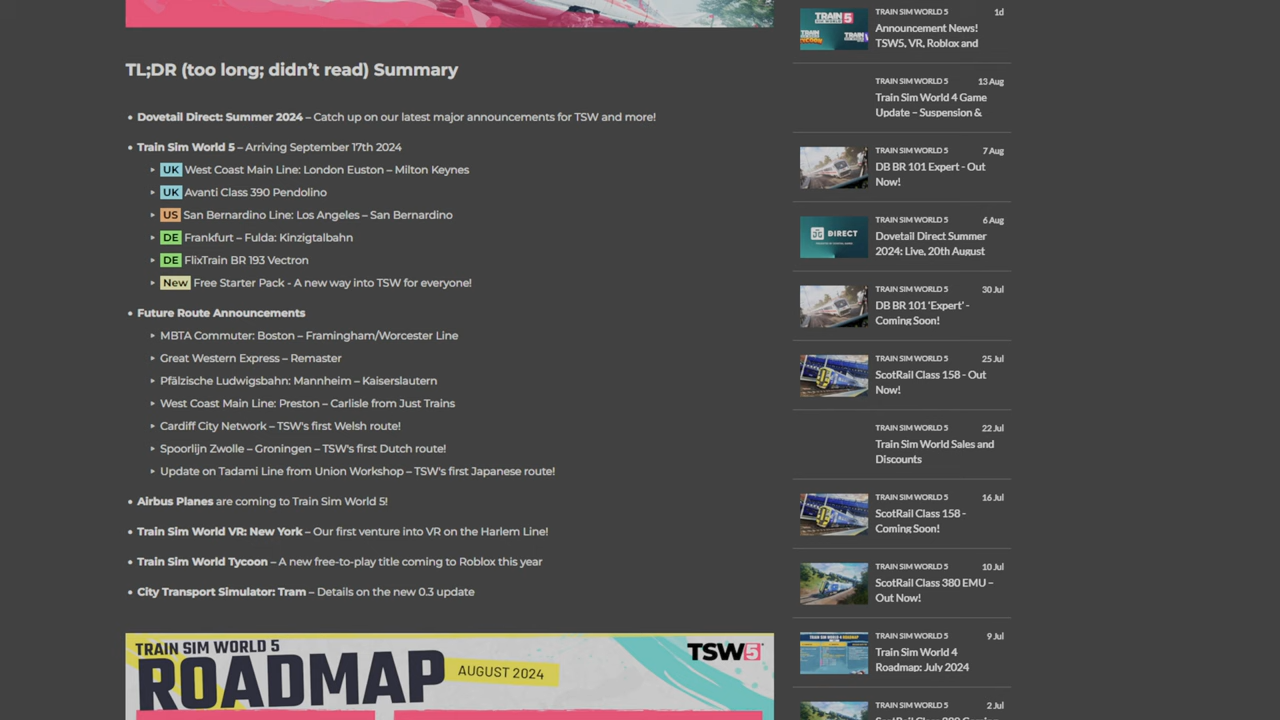 TL;DR (too long; didn't read) Summary
• Dovetail Direct: Summer 2024 – Catch up on our latest major announcements for TSW and more!
• Train Sim World 5 – Arriving September 17th 2024
▸ UK West Coast Main Line: London Euston – Milton Keynes
▸ UK Avanti Class 390 Pendolino
▸ US San Bernardino Line: Los Angeles – San Bernardino
▸ DE Frankfurt – Fulda: Kinzigtalbahn
▸ DE FlixTrain BR 193 Vectron
▸ New Free Starter Pack - A new way into TSW for everyone!
• Future Route Announcements
▸ MBTA Commuter: Boston – Framingham/Worcester Line
▸ Great Western Express – Remaster
▸ Pfälzische Ludwigsbahn: Mannheim – Kaiserslautern
▸ West Coast Main Line: Preston – Carlisle from Just Trains
▸ Cardiff City Network – TSW's first Welsh route!
▸ Spoorlijn Zwolle – Groningen – TSW's first Dutch route!
▸ Update on Tadami Line from Union Workshop – TSW's first Japanese route!
• Airbus Planes are coming to Train Sim World 5!
• Train Sim World VR: New York – Our first venture into VR on the Harlem Line!
• Train Sim World Tycoon – A new free-to-play title coming to Roblox this year
• City Transport Simulator: Tram – Details on the new 0.3 update
TRAIN SIM WORLD 5
ROADMAP
AUGUST 2024
TSW5
TRAIN SIM WORLD 5 1d
Announcement News!
TSW5, VR, Roblox and
TRAIN SIM WORLD 5 13 Aug
Train Sim World 4 Game
Update – Suspension &
TRAIN SIM WORLD 5 7 Aug
DB BR 101 Expert - Out
Now!
DIRECT
TRAIN SIM WORLD 5 6 Aug
Dovetail Direct Summer
2024: Live, 20th August
TRAIN SIM WORLD 5 30 Jul
DB BR 101 'Expert' -
Coming Soon!
TRAIN SIM WORLD 5 25 Jul
ScotRail Class 158 - Out
Now!
TRAIN SIM WORLD 5 22 Jul
Train Sim World Sales and
Discounts
TRAIN SIM WORLD 5 16 Jul
ScotRail Class 158 -
Coming Soon!
TRAIN SIM WORLD 5 10 Jul
ScotRail Class 380 EMU –
Out Now!
TRAIN SIM WORLD 5 9 Jul
Train Sim World 4
Roadmap: July 2024
TRAIN SIM WORLD 5 2 Jul